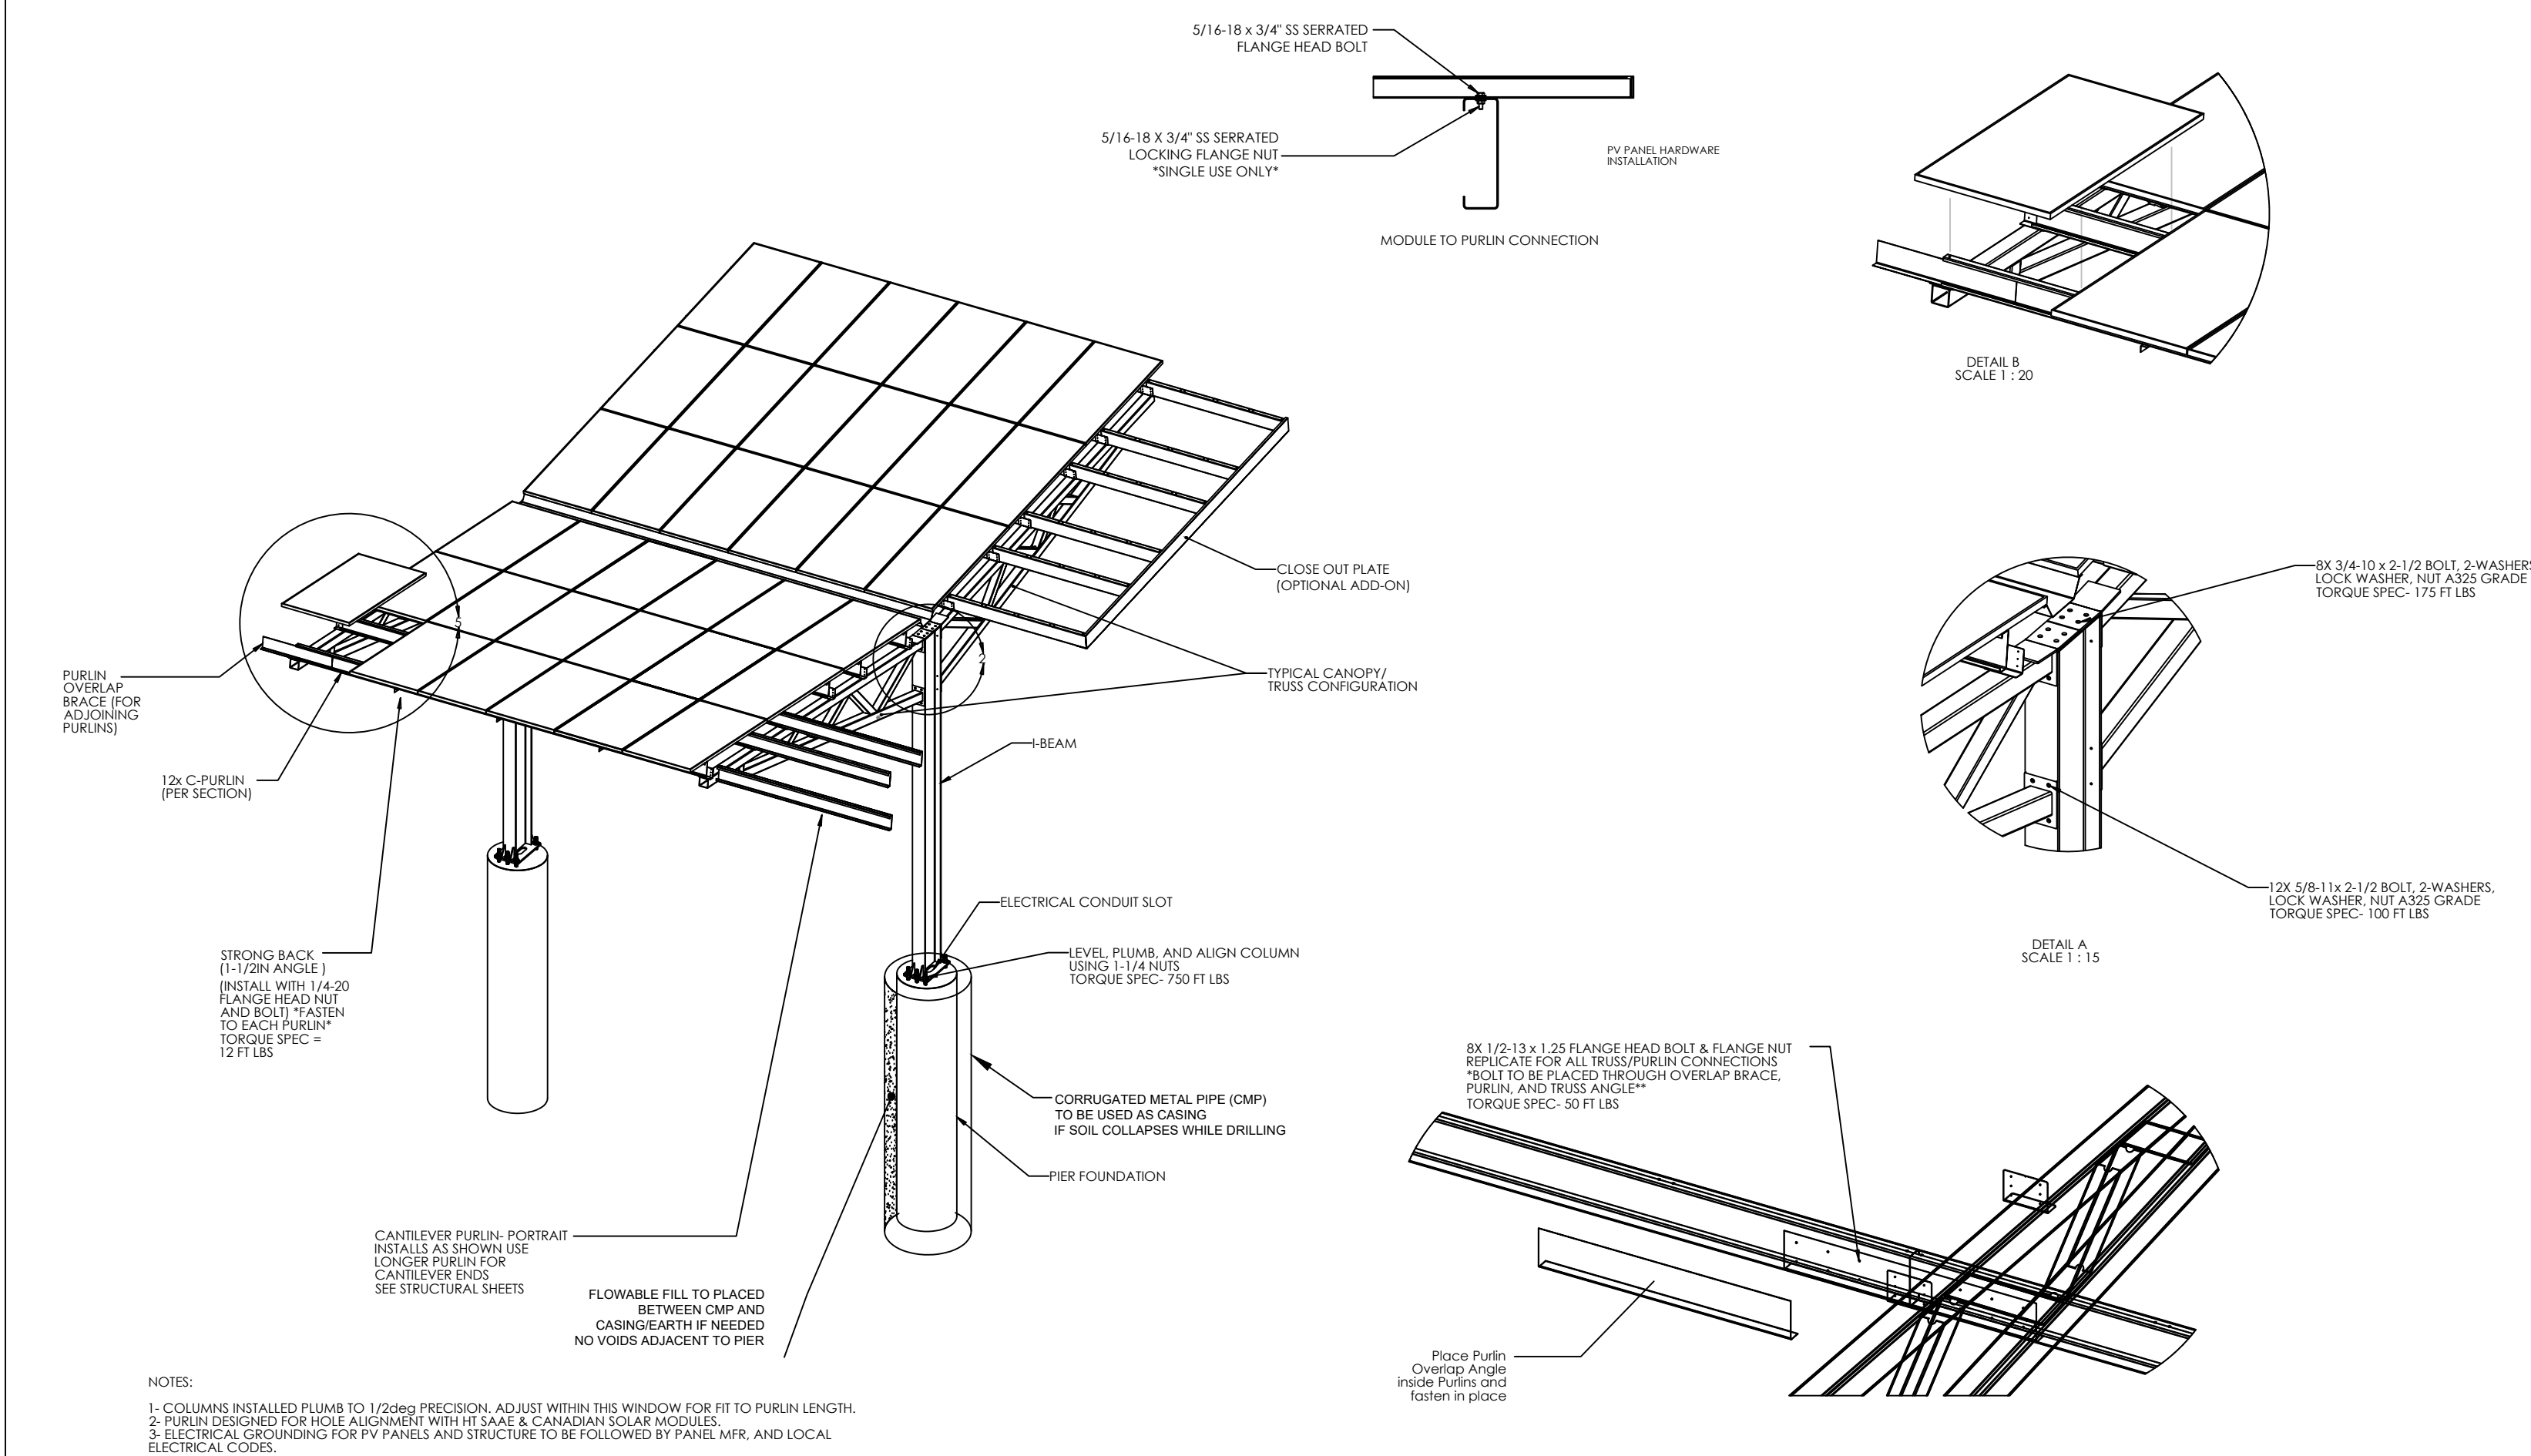 5/16-18 x 3/4" SS SERRATED
FLANGE HEAD BOLT
5/16-18 X 3/4" SS SERRATED
LOCKING FLANGE NUT
*SINGLE USE ONLY*
PV PANEL HARDWARE
INSTALLATION
MODULE TO PURLIN CONNECTION
DETAIL B
SCALE 1 : 20
5
2
CLOSE OUT PLATE
(OPTIONAL ADD-ON)
TYPICAL CANOPY/
TRUSS CONFIGURATION
I-BEAM
PURLIN
OVERLAP
BRACE (FOR
ADJOINING
PURLINS)
12x C-PURLIN
(PER SECTION)
STRONG BACK
(1-1/2IN ANGLE )
(INSTALL WITH 1/4-20
FLANGE HEAD NUT
AND BOLT) *FASTEN
TO EACH PURLIN*
TORQUE SPEC =
12 FT LBS
ELECTRICAL CONDUIT SLOT
LEVEL, PLUMB, AND ALIGN COLUMN
USING 1-1/4 NUTS
TORQUE SPEC- 750 FT LBS
CORRUGATED METAL PIPE (CMP)
TO BE USED AS CASING
IF SOIL COLLAPSES WHILE DRILLING
PIER FOUNDATION
CANTILEVER PURLIN- PORTRAIT
INSTALLS AS SHOWN USE
LONGER PURLIN FOR
CANTILEVER ENDS
SEE STRUCTURAL SHEETS
FLOWABLE FILL TO PLACED
BETWEEN CMP AND
CASING/EARTH IF NEEDED
NO VOIDS ADJACENT TO PIER
8X 3/4-10 x 2-1/2 BOLT, 2-WASHERS
LOCK WASHER, NUT A325 GRADE
TORQUE SPEC- 175 FT LBS
12X 5/8-11x 2-1/2 BOLT, 2-WASHERS,
LOCK WASHER, NUT A325 GRADE
TORQUE SPEC- 100 FT LBS
DETAIL A
SCALE 1 : 15
8X 1/2-13 x 1.25 FLANGE HEAD BOLT & FLANGE NUT
REPLICATE FOR ALL TRUSS/PURLIN CONNECTIONS
*BOLT TO BE PLACED THROUGH OVERLAP BRACE,
PURLIN, AND TRUSS ANGLE**
TORQUE SPEC- 50 FT LBS
Place Purlin
Overlap Angle
inside Purlins and
fasten in place
NOTES:
1- COLUMNS INSTALLED PLUMB TO 1/2deg PRECISION. ADJUST WITHIN THIS WINDOW FOR FIT TO PURLIN LENGTH.
2- PURLIN DESIGNED FOR HOLE ALIGNMENT WITH HT SAAE & CANADIAN SOLAR MODULES.
3- ELECTRICAL GROUNDING FOR PV PANELS AND STRUCTURE TO BE FOLLOWED BY PANEL MFR, AND LOCAL
ELECTRICAL CODES.